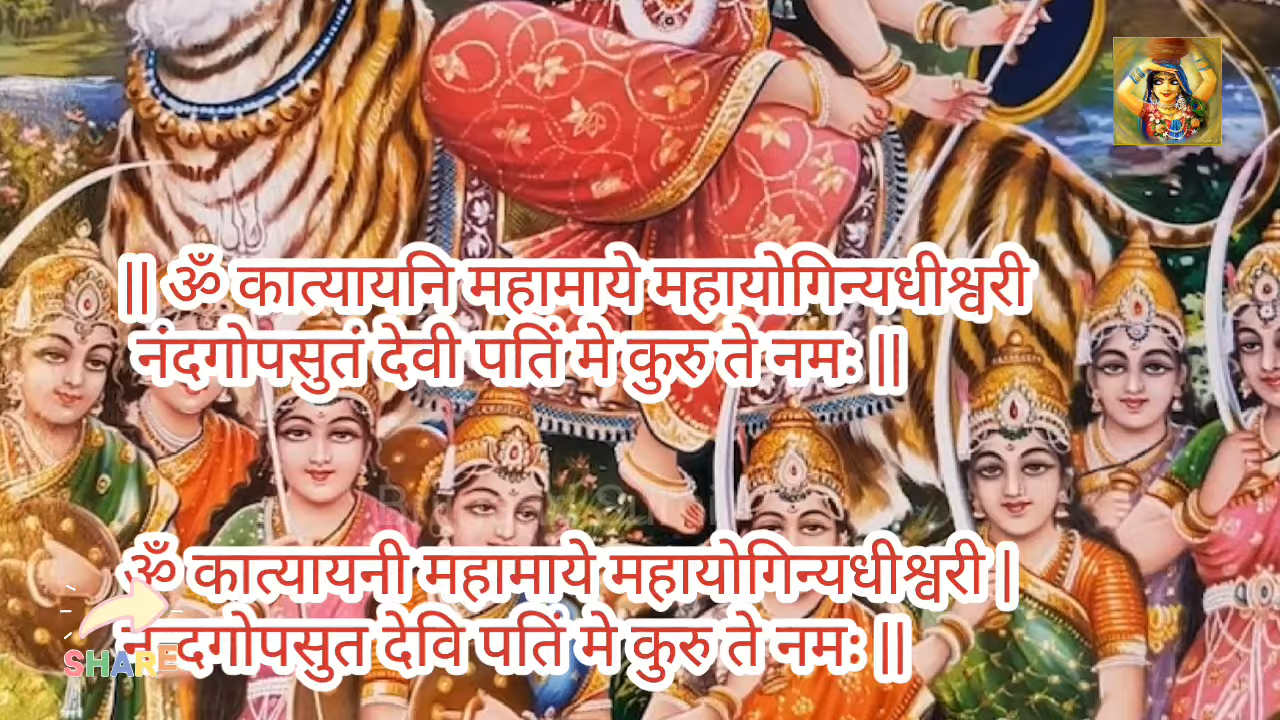 || ॐ कात्यायनि महामाये महायोगिन्यधीश्वरी
नंदगोपसुतं देवी पतिं मे कुरु ते नमः ||
ॐ कात्यायनी महामाये महायोगिन्यधीश्वरी |
नन्दगोपसुत देवि पतिं मे कुरु ते नमः ||
SHARE